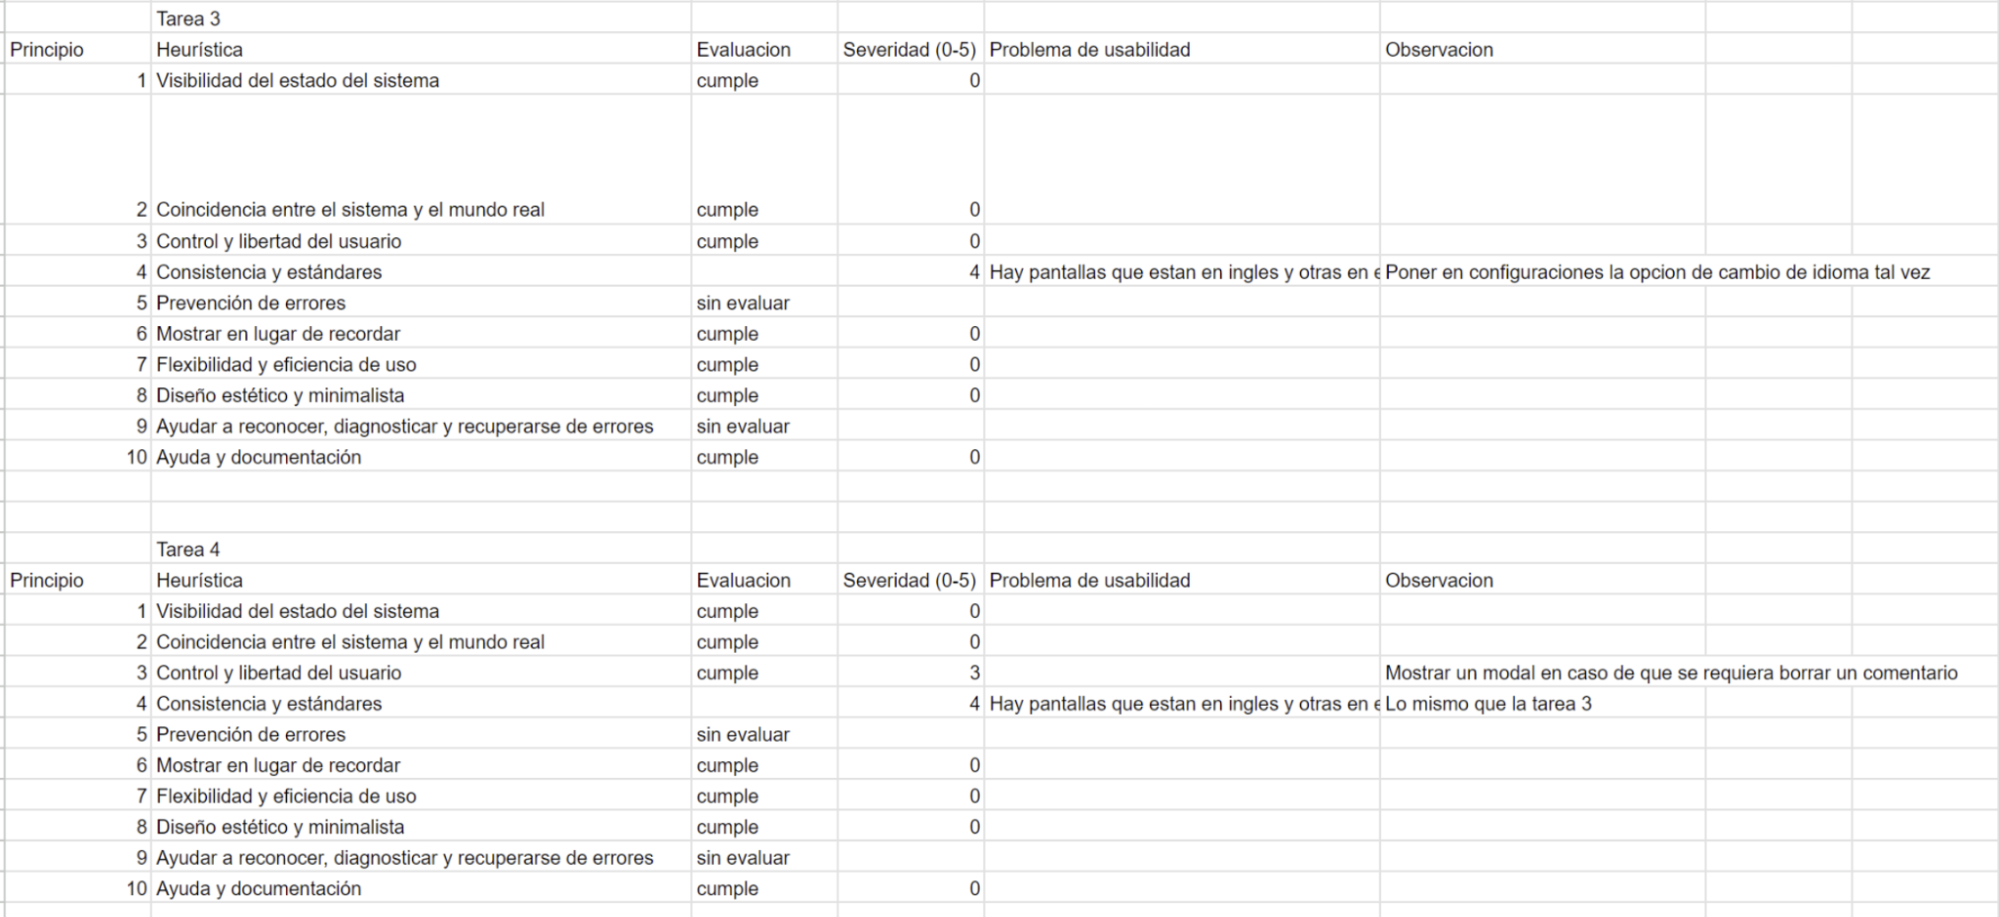 Tarea 3
Principio Heurística Evaluacion Severidad (0-5) Problema de usabilidad Observacion
1 Visibilidad del estado del sistema cumple 0
2 Coincidencia entre el sistema y el mundo real cumple 0
3 Control y libertad del usuario cumple 0
4 Consistencia y estándares 4 Hay pantallas que estan en ingles y otras en e Poner en configuraciones la opcion de cambio de idioma tal vez
5 Prevención de errores sin evaluar
6 Mostrar en lugar de recordar cumple 0
7 Flexibilidad y eficiencia de uso cumple 0
8 Diseño estético y minimalista cumple 0
9 Ayudar a reconocer, diagnosticar y recuperarse de errores sin evaluar
10 Ayuda y documentación cumple 0
Tarea 4
Principio Heurística Evaluacion Severidad (0-5) Problema de usabilidad Observacion
1 Visibilidad del estado del sistema cumple 0
2 Coincidencia entre el sistema y el mundo real cumple 0
3 Control y libertad del usuario cumple 3 Mostrar un modal en caso de que se requiera borrar un comentario
4 Consistencia y estándares 4 Hay pantallas que estan en ingles y otras en e Lo mismo que la tarea 3
5 Prevención de errores sin evaluar
6 Mostrar en lugar de recordar cumple 0
7 Flexibilidad y eficiencia de uso cumple 0
8 Diseño estético y minimalista cumple 0
9 Ayudar a reconocer, diagnosticar y recuperarse de errores sin evaluar
10 Ayuda y documentación cumple 0